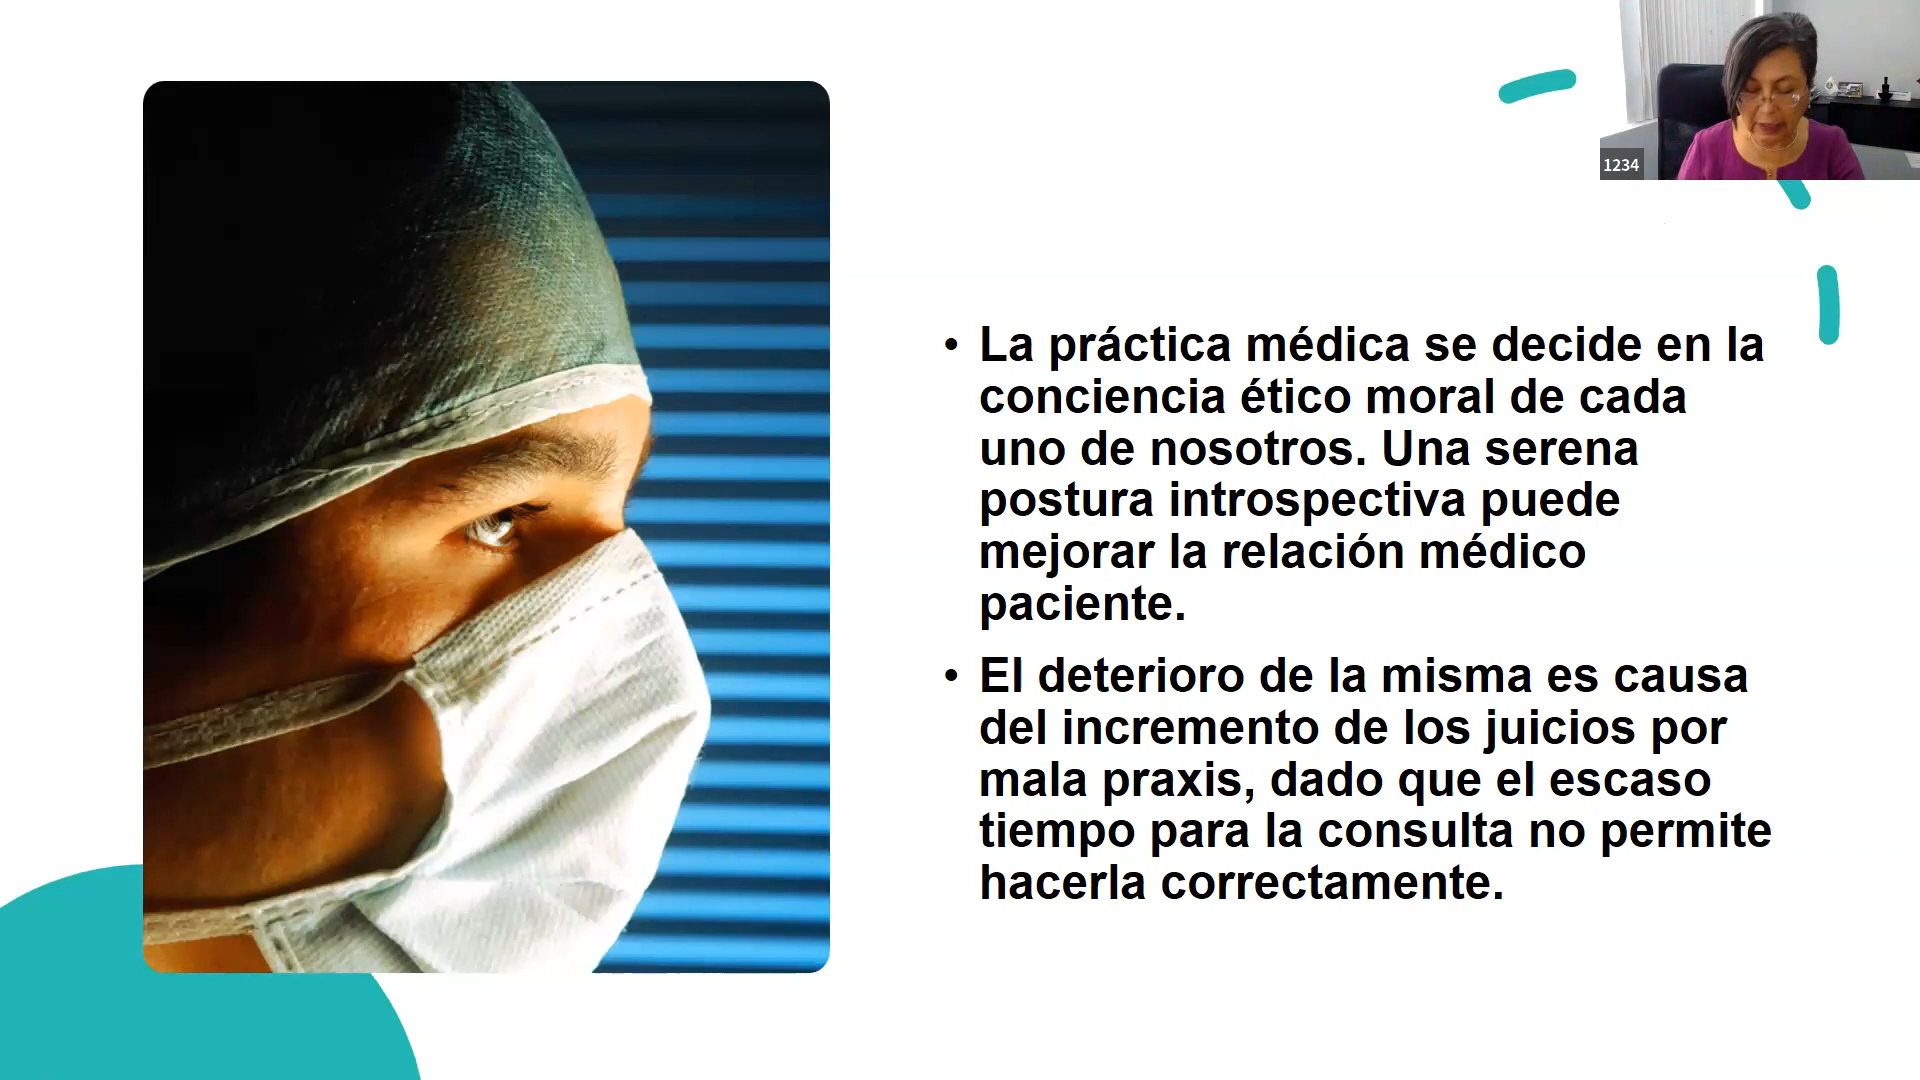 1234
• La práctica médica se decide en la
conciencia ético moral de cada
uno de nosotros. Una serena
postura introspectiva puede
mejorar la relación médico
paciente.
• El deterioro de la misma es causa
del incremento de los juicios por
mala praxis, dado que el escaso
tiempo para la consulta no permite
hacerla correctamente.